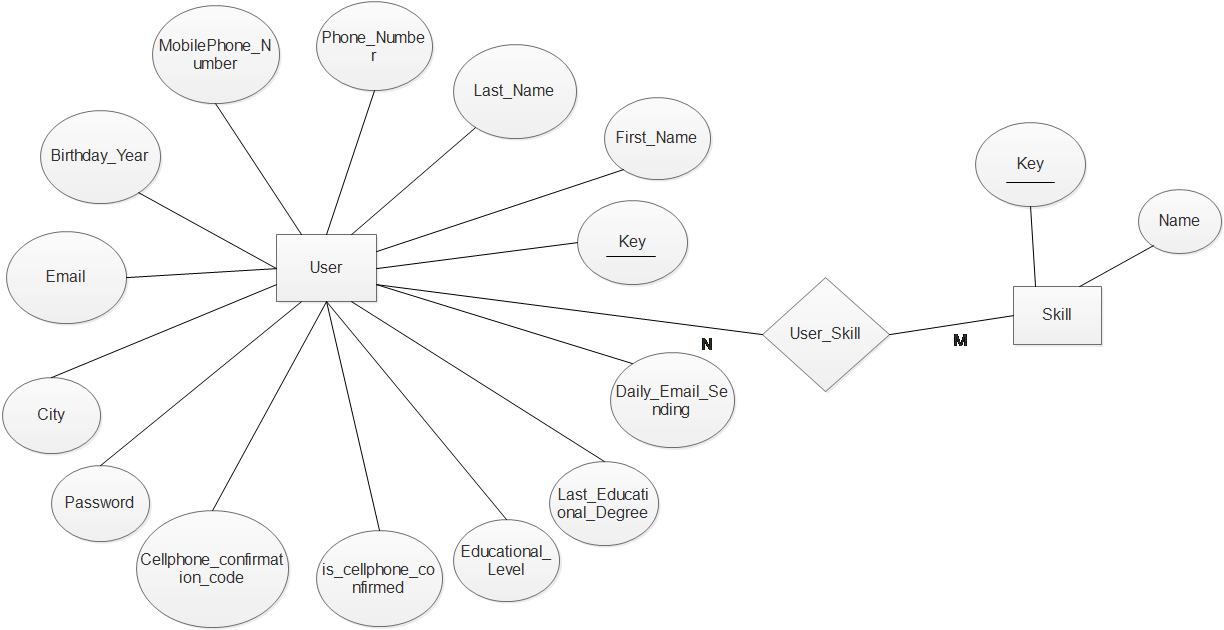 MobilePhone_N
umber
Phone_Numbe
r
Last_Name
First_Name
Birthday_Year
Key
Email
User
City
Password
Cellphone_confirmat
ion_code
is_cellphone_co
nfirmed
Educational_
Level
Last_Educati
onal_Degree
Daily_Email_Se
nding
N
User_Skill
M
Key
Name
Skill